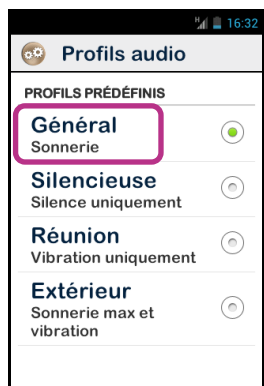 H 16:32
Profils audio
PROFILS PRÉDÉFINIS
Général
Sonnerie
Silencieuse
Silence uniquement
Réunion
Vibration uniquement
Extérieur
Sonnerie max et
vibration